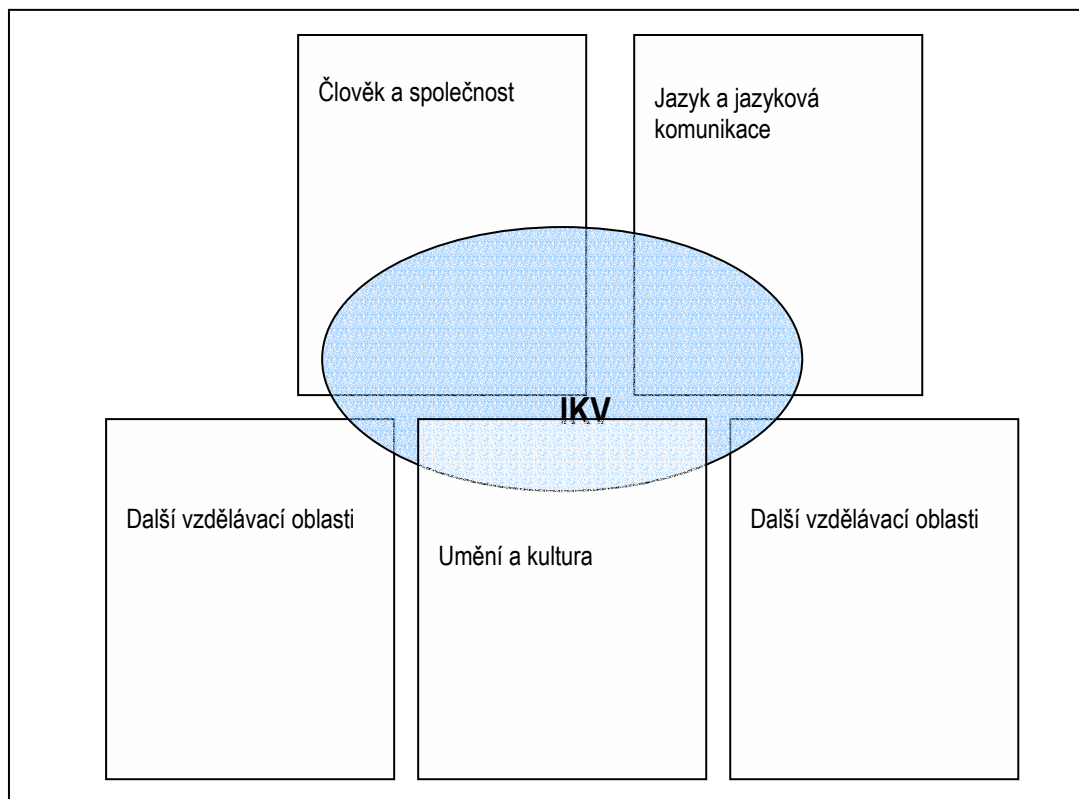 Člověk a společnost
Jazyk a jazyková
komunikace
IKV
Další vzdělávací oblasti
Umění a kultura
Další vzdělávací oblasti